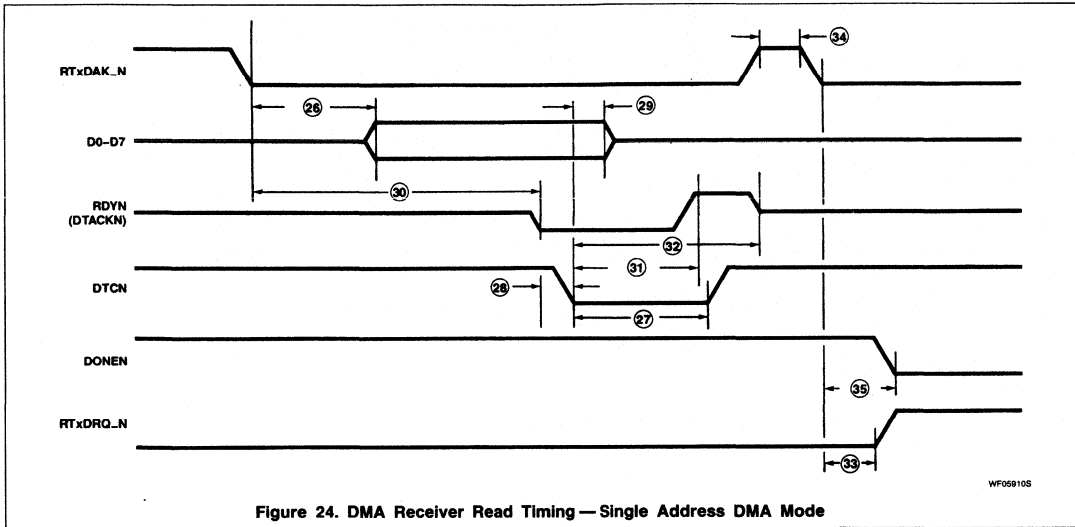 34
RTxDAK_N
26
29
D0–D7
30
RDYN
(DTACKN)
32
31
DTCN
28
27
DONEN
35
RTxDRQ_N
33
WF05910S
Figure 24. DMA Receiver Read Timing — Single Address DMA Mode